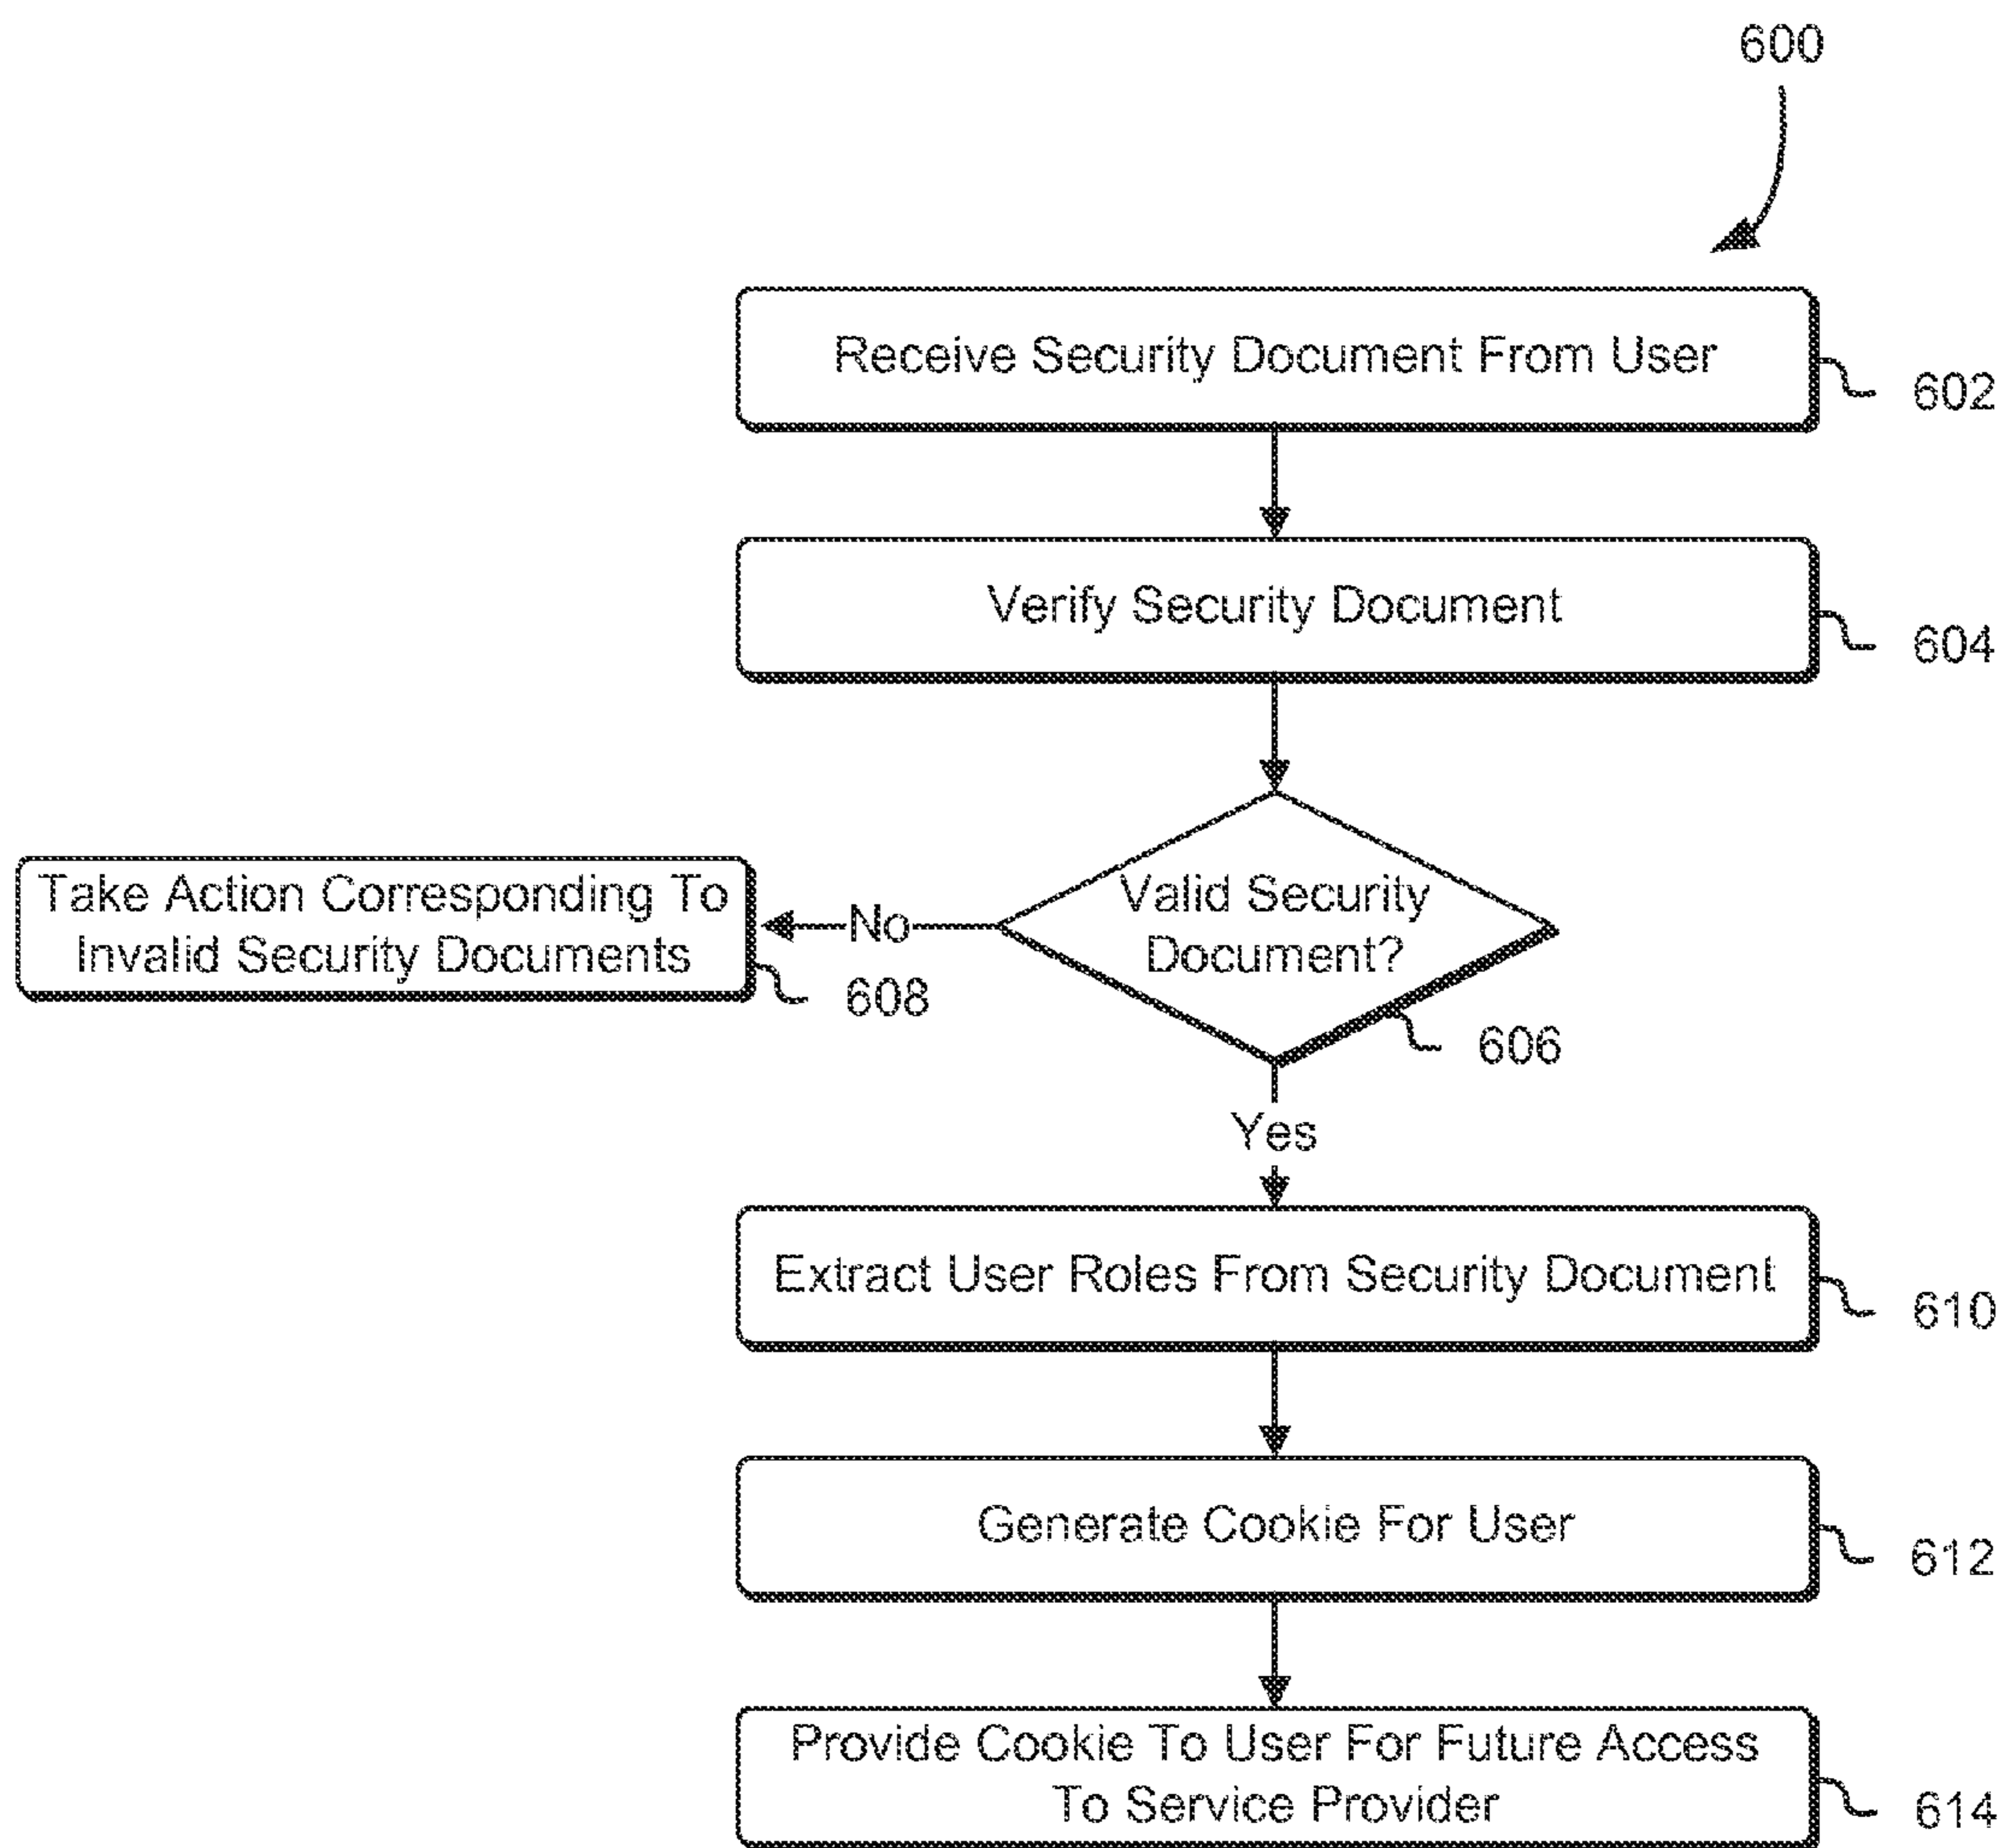 600
Receive Security Document From User
602
Verify Security Document
604
Valid Security
Document?
606
No
Take Action Corresponding To
Invalid Security Documents
608
Yes
Extract User Roles From Security Document
610
Generate Cookie For User
612
Provide Cookie To User For Future Access
To Service Provider
614